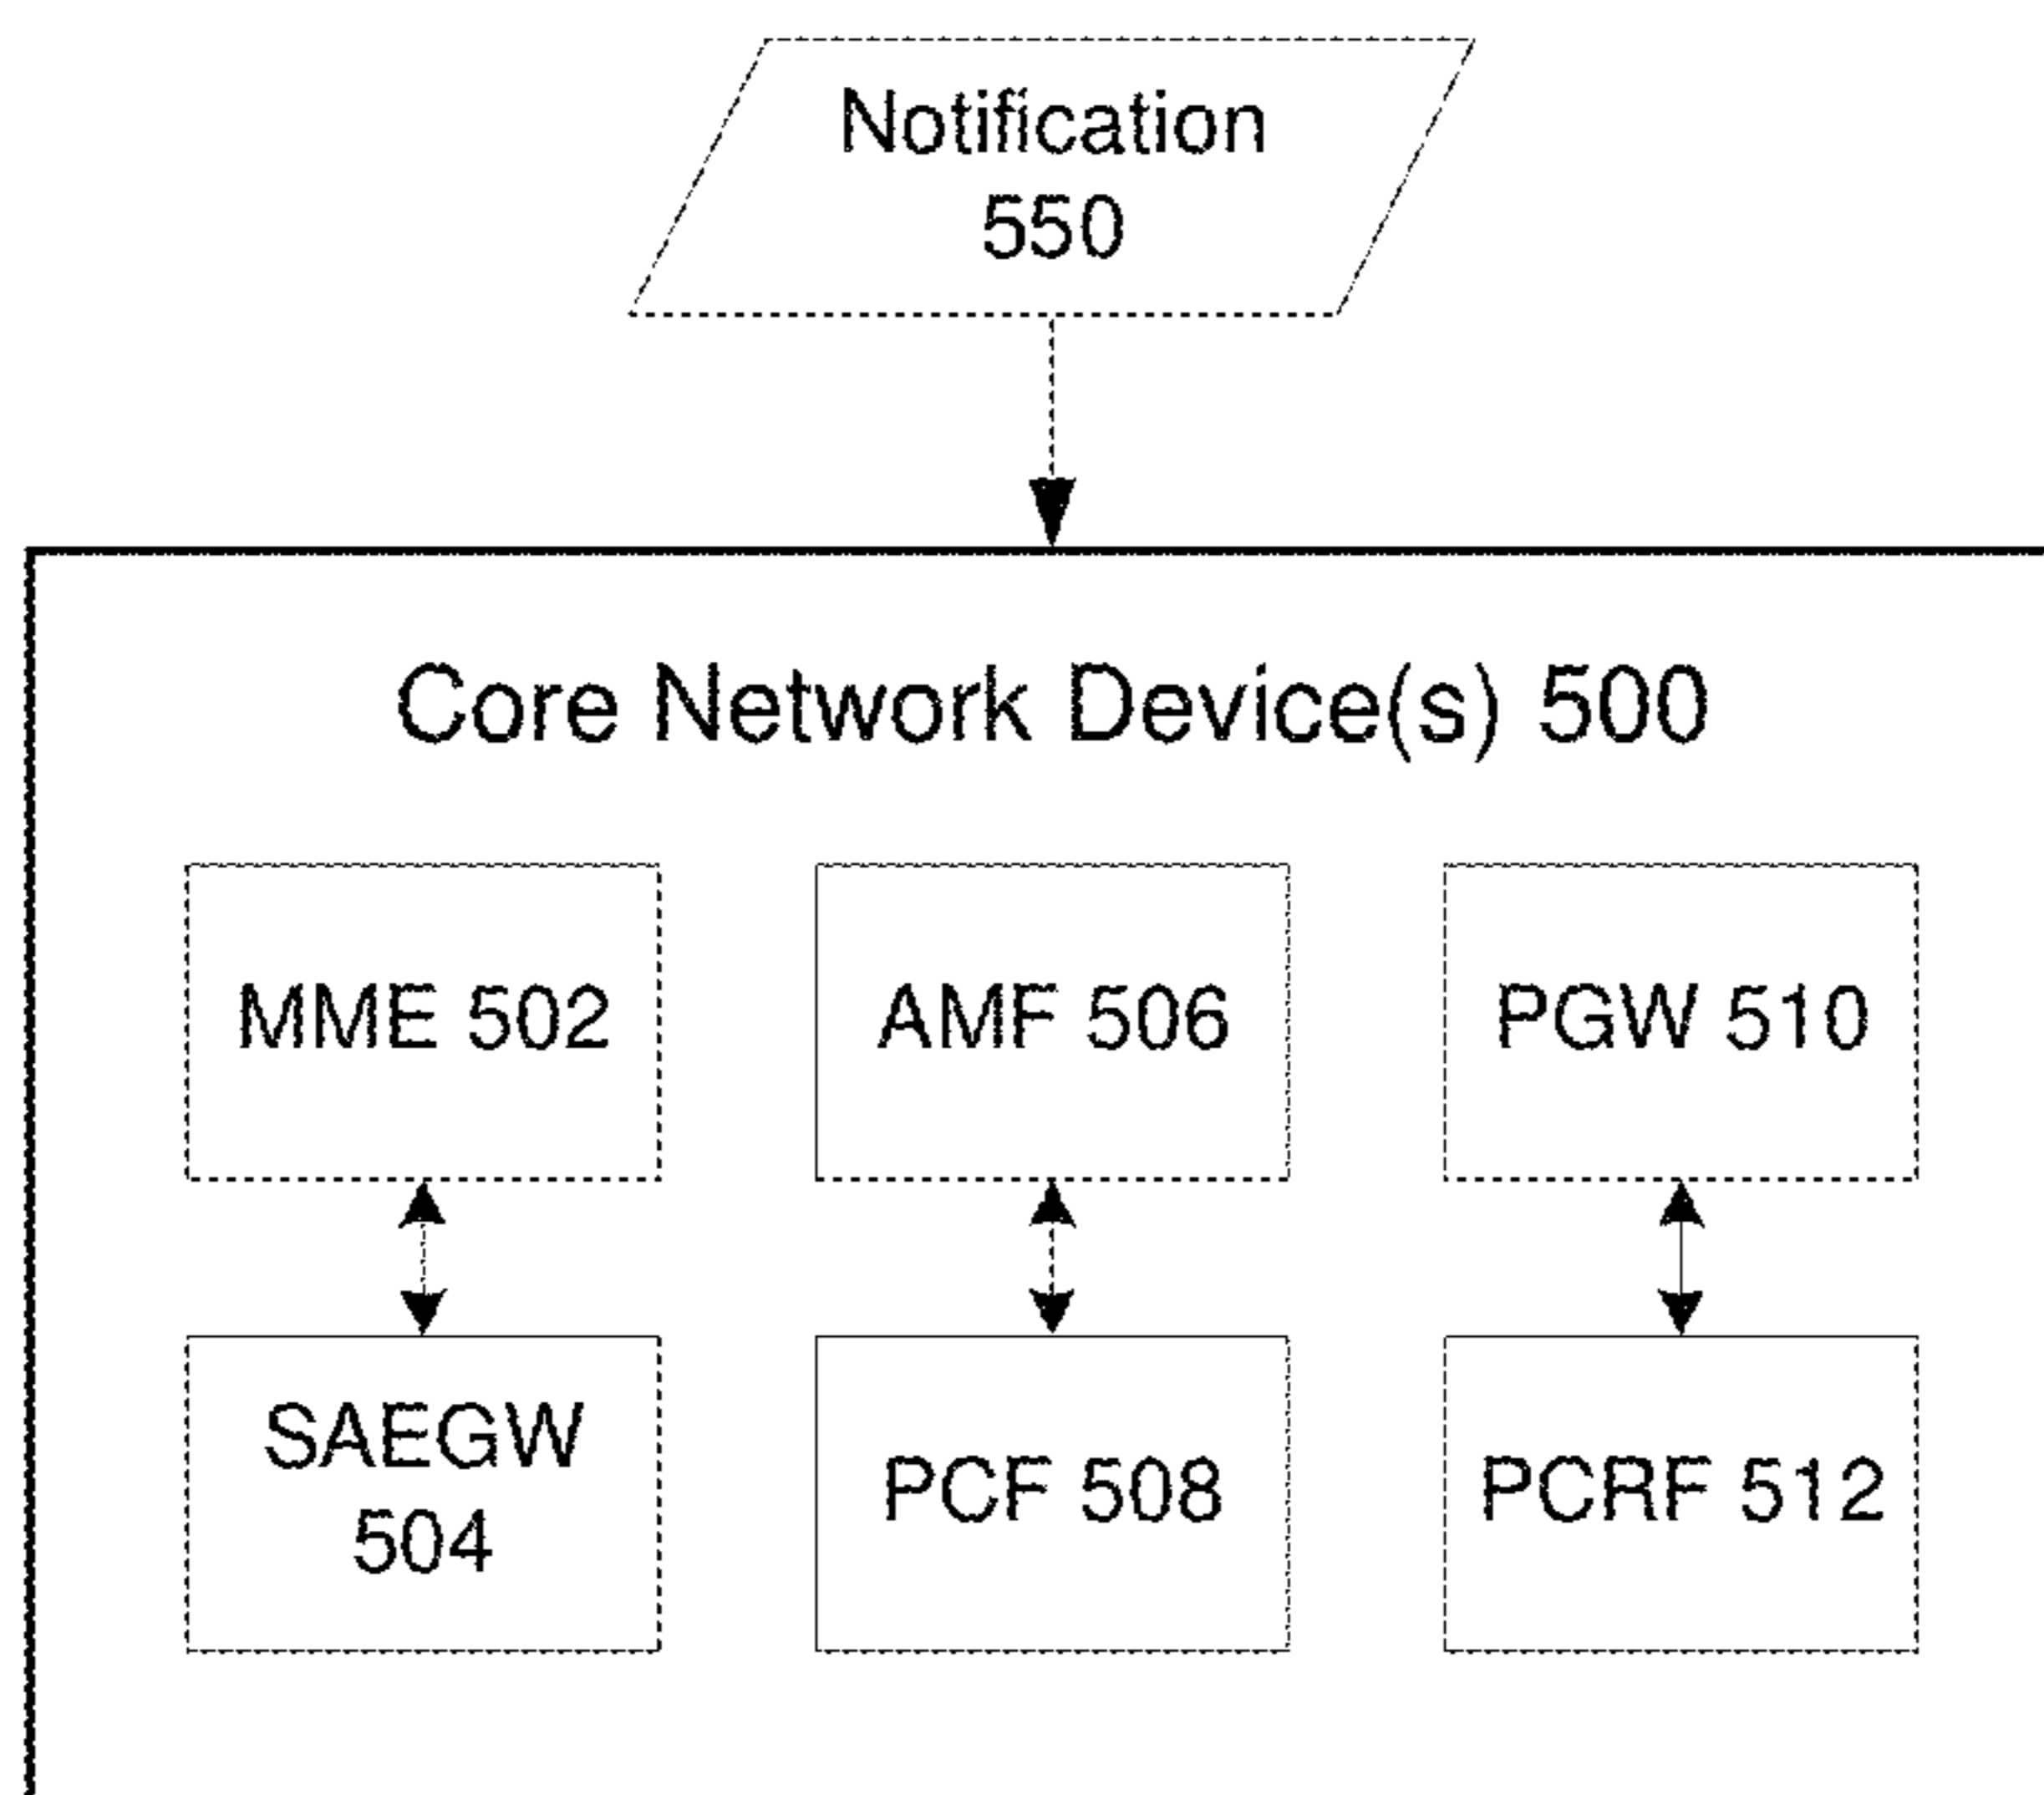 Notification
550
Core Network Device(s) 500
MME 502
AMF 506
PGW 510
SAEGW
504
PCF 508
PCRF 512